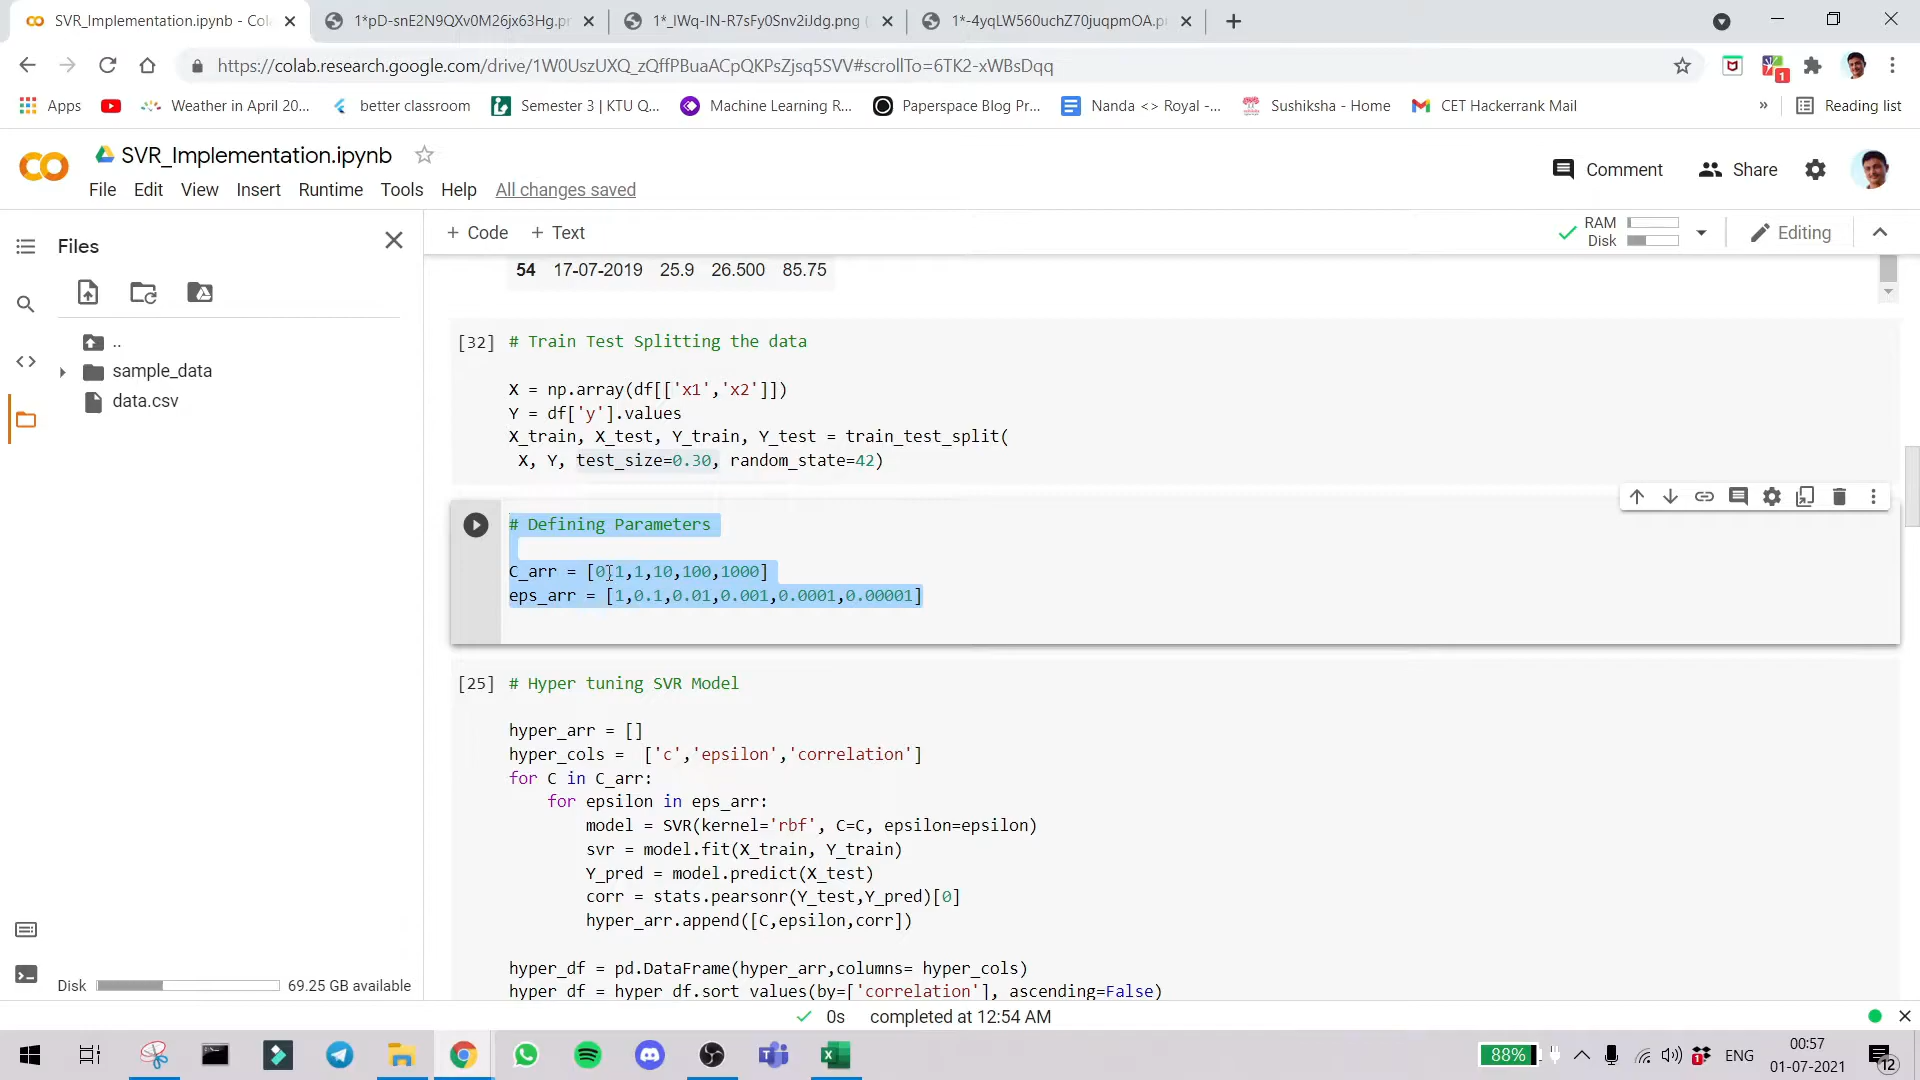 SVR_Implementation.ipynb - Col
1*pD-snE2N9QXv0M26jx63Hg.pn
1*_IWq-IN-R7sFy0Snv2iJdg.png (
1*-4yqLW560uchZ70juqpmOA.pn
https://colab.research.google.com/drive/1W0UszUXQ_zQffPBuaACpQKPsZjsq5SVV#scrollTo=6TK2-xWBsDqq
1
Apps
Weather in April 20...
better classroom
Semester 3 | KTU Q...
Machine Learning R...
Paperspace Blog Pr...
Nanda <> Royal -...
Sushiksha - Home
CET Hackerrank Mail
»
Reading list
SVR_Implementation.ipynb
Comment
Share
File Edit View Insert Runtime Tools Help All changes saved
Files
+ Code + Text
RAM
Disk
Editing
..
sample_data
data.csv
54 17-07-2019 25.9 26.500 85.75
[32] # Train Test Splitting the data
X = np.array(df[['x1','x2']])
Y = df['y'].values
X_train, X_test, Y_train, Y_test = train_test_split(
X, Y, test_size=0.30, random_state=42)
# Defining Parameters
C_arr = [0.1,1,10,100,1000]
eps_arr = [1,0.1,0.01,0.001,0.0001,0.00001]
[25] # Hyper tuning SVR Model
hyper_arr = []
hyper_cols = ['c','epsilon','correlation']
for C in C_arr:
for epsilon in eps_arr:
model = SVR(kernel='rbf', C=C, epsilon=epsilon)
svr = model.fit(X_train, Y_train)
Y_pred = model.predict(X_test)
corr = stats.pearsonr(Y_test,Y_pred)[0]
hyper_arr.append([C,epsilon,corr])
hyper_df = pd.DataFrame(hyper_arr,columns= hyper_cols)
hyper_df = hyper_df.sort_values(by=['correlation'], ascending=False)
Disk
69.25 GB available
0s completed at 12:54 AM
88%
1
ENG
00:57
01-07-2021
12